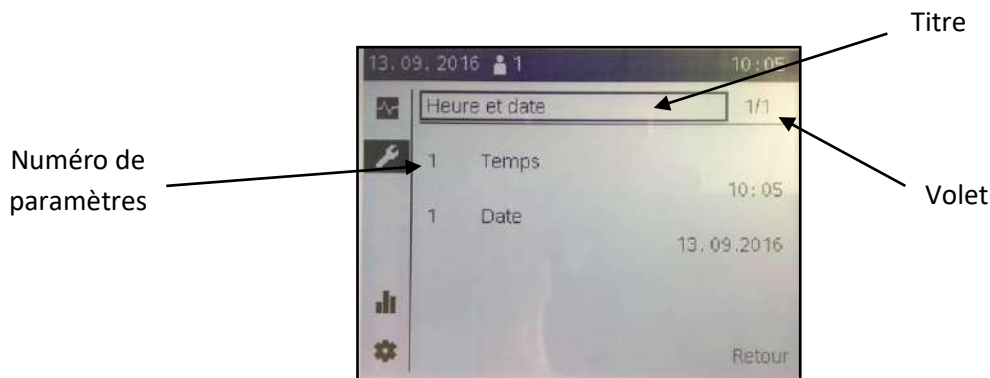 Titre
13.09.2016 1 10:05
Heure et date 1/1
Numéro de
paramètres
1 Temps
10:05
Volet
1 Date
13.09.2016
Retour